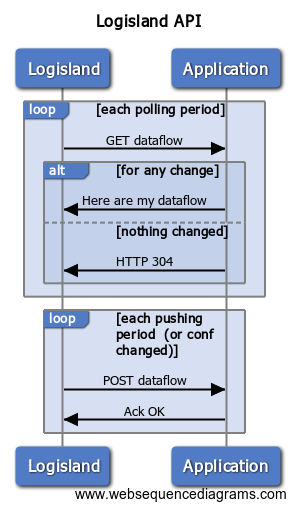 Logisland API
Logisland Application
loop [each polling period]
GET dataflow
alt [for any change]
Here are my dataflow
[nothing changed]
HTTP 304
loop [each pushing
period (or conf
changed)]
POST dataflow
Ack OK
Logisland Application
www.websequencediagrams.com